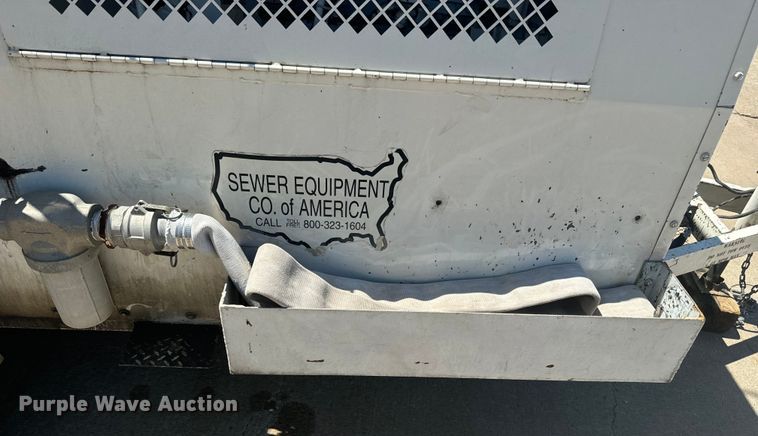 SEWER EQUIPMENT
CO. of AMERICA
CALL 800-323-1604
Purple Wave Auction